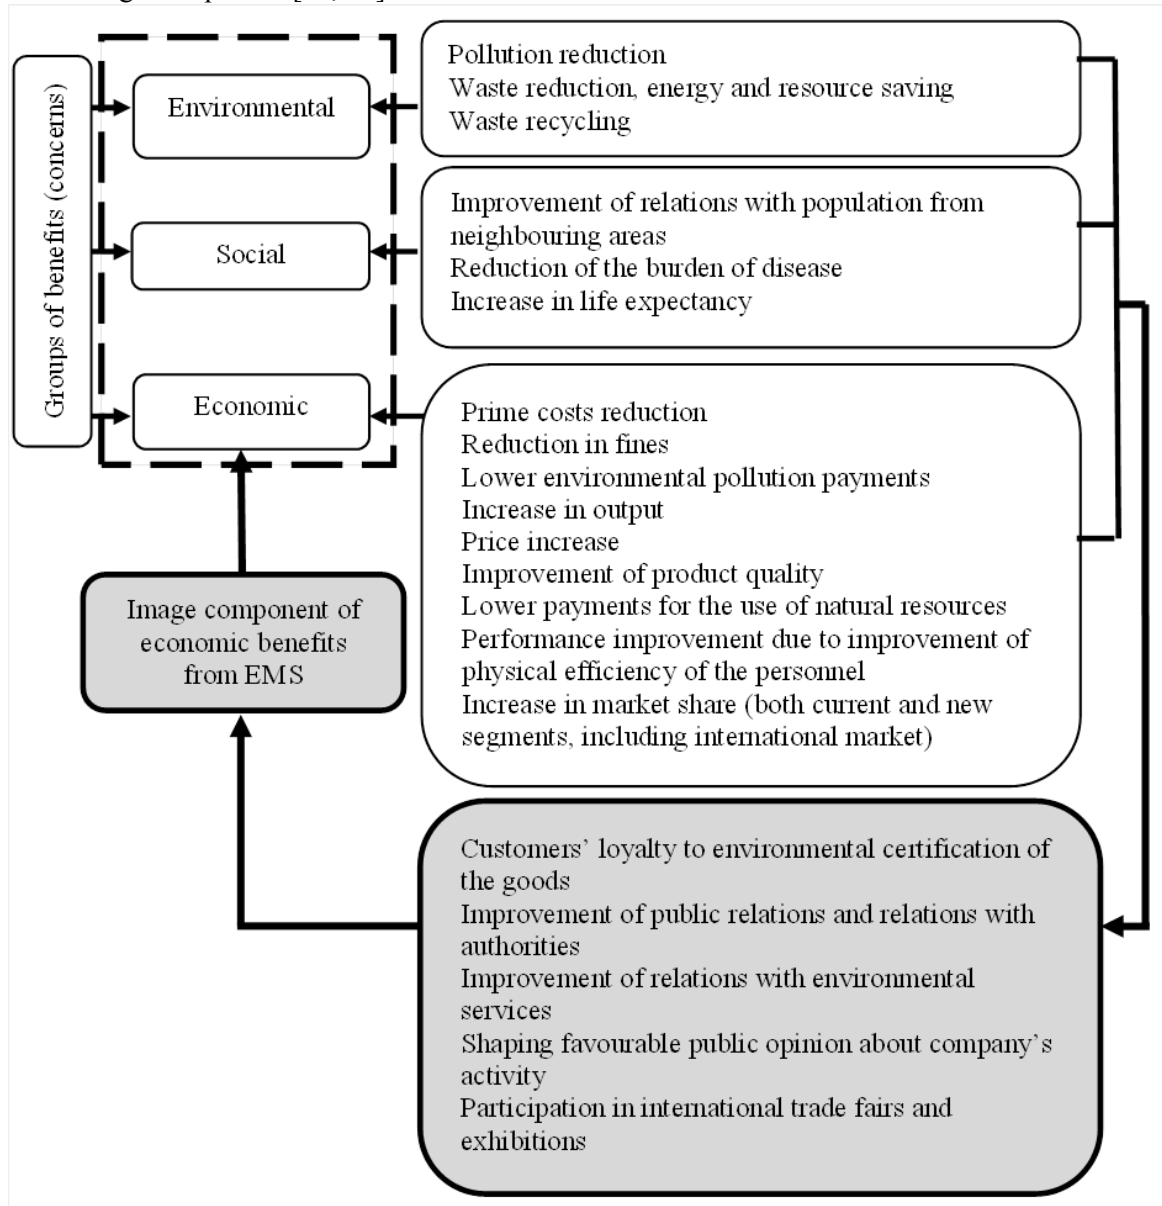 Groups of benefits (concerns)
Environmental
Social
Economic
Pollution reduction
Waste reduction, energy and resource saving
Waste recycling
Improvement of relations with population from
neighbouring areas
Reduction of the burden of disease
Increase in life expectancy
Prime costs reduction
Reduction in fines
Lower environmental pollution payments
Increase in output
Price increase
Improvement of product quality
Lower payments for the use of natural resources
Performance improvement due to improvement of
physical efficiency of the personnel
Increase in market share (both current and new
segments, including international market)
Image component of
economic benefits
from EMS
Customers’ loyalty to environmental certification of
the goods
Improvement of public relations and relations with
authorities
Improvement of relations with environmental
services
Shaping favourable public opinion about company’s
activity
Participation in international trade fairs and
exhibitions